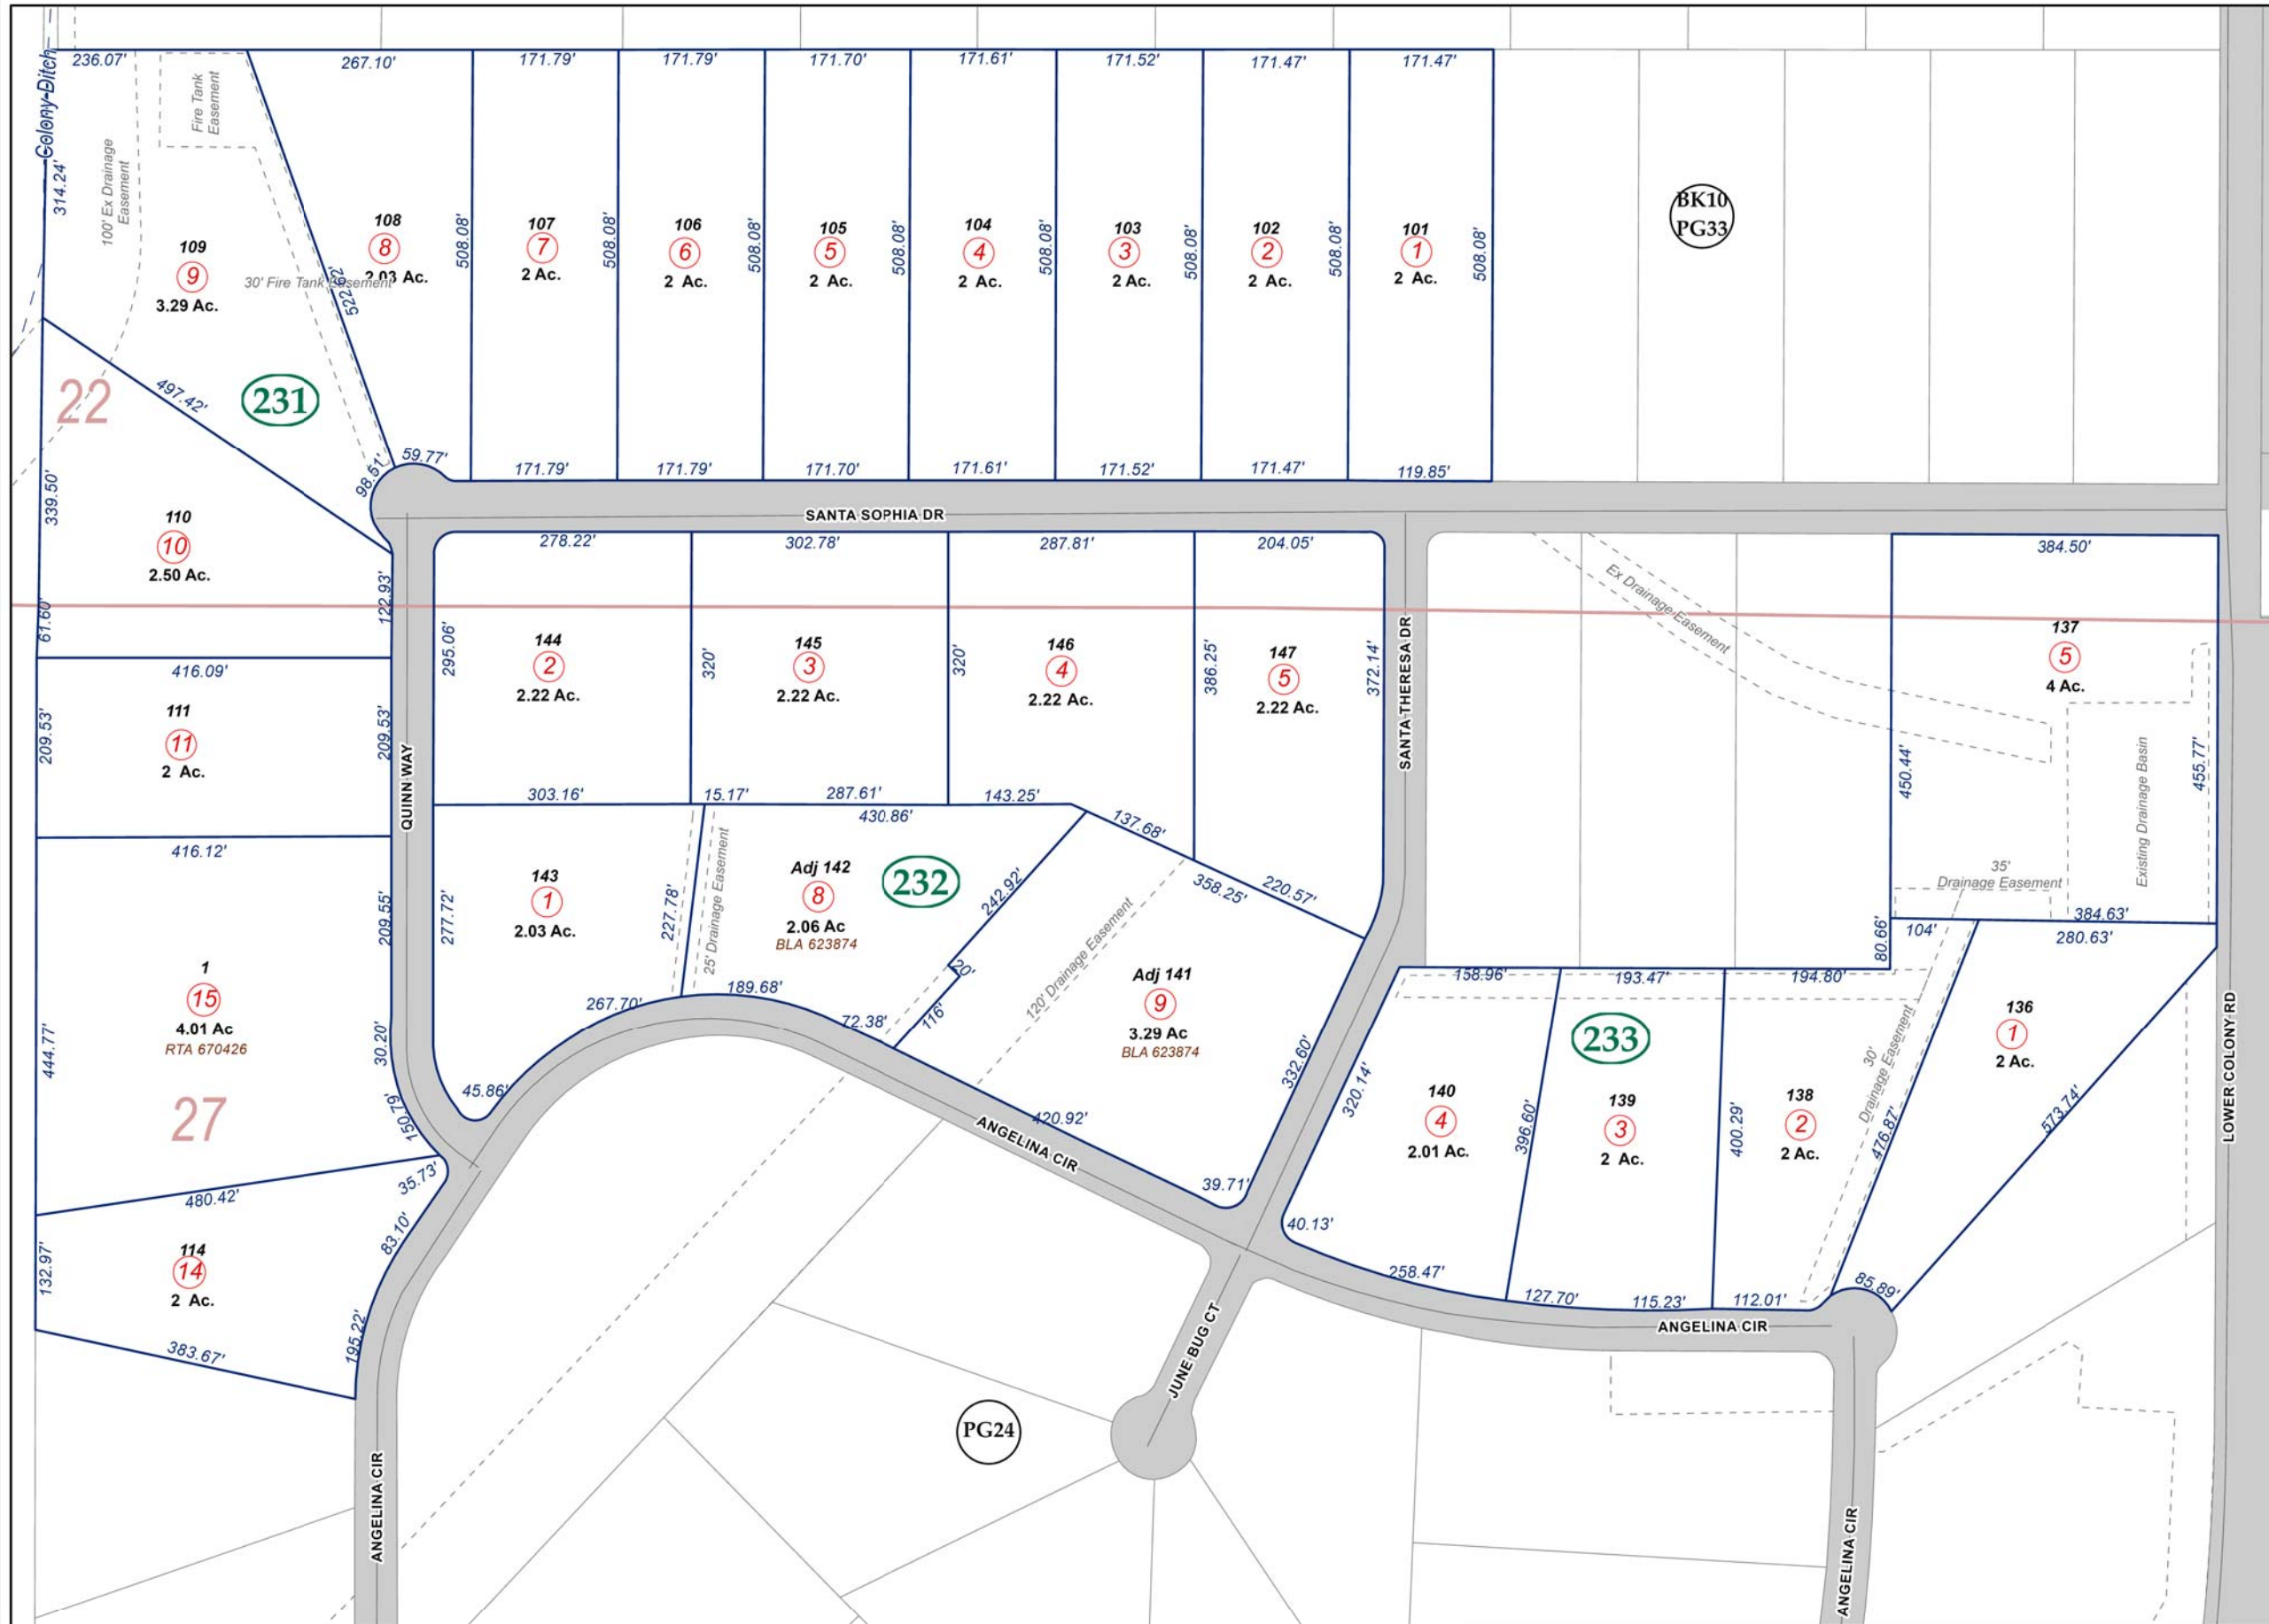 Colony Ditch
236.07'
267.10'
171.79'
171.79'
171.70'
171.61'
171.52'
171.47'
171.47'
314.24'
100' Ex Drainage
Easement
Fire Tank
Easement
109
9
3.29 Ac.
30' Fire Tank Easement
522.62'
108
8
2.03 Ac.
508.08'
107
7
2 Ac.
508.08'
106
6
2 Ac.
508.08'
105
5
2 Ac.
508.08'
104
4
2 Ac.
508.08'
103
3
2 Ac.
508.08'
102
2
2 Ac.
508.08'
101
1
2 Ac.
508.08'
BK10
PG33
22
497.42'
231
98.51'
59.77'
171.79'
171.79'
171.70'
171.61'
171.52'
171.47'
119.85'
339.50'
110
10
2.50 Ac.
61.60'
122.93'
SANTA SOPHIA DR
278.22'
302.78'
287.81'
204.05'
384.50'
295.06'
144
2
2.22 Ac.
320'
145
3
2.22 Ac.
320'
146
4
2.22 Ac.
386.25'
147
5
2.22 Ac.
372.14'
SANTA THERESA DR
Ex Drainage Easement
137
5
4 Ac.
450.44'
Existing Drainage Basin
455.77'
35'
Drainage Easement
416.09'
209.53'
111
11
2 Ac.
209.53'
QUINN WAY
416.12'
303.16'
15.17'
287.61'
143.25'
430.86'
137.68'
358.25'
220.57'
277.72'
143
1
2.03 Ac.
227.78'
25' Drainage Easement
Adj 142
8
2.06 Ac
BLA 623874
232
242.92'
20'
116'
120' Drainage Easement
Adj 141
9
3.29 Ac
BLA 623874
332.60'
209.55'
1
15
4.01 Ac
RTA 670426
444.77'
30.20'
27
150.79'
45.86'
267.70'
189.68'
72.38'
420.92'
ANGELINA CIR
39.71'
384.63'
104'
280.63'
80.66'
158.96'
193.47'
194.80'
320.14'
140
4
2.01 Ac.
396.60'
233
139
3
2 Ac.
400.29'
138
2
2 Ac.
30'
Drainage Easement
476.87'
136
1
2 Ac.
573.74'
LOWER COLONY RD
40.13'
258.47'
127.70'
115.23'
112.01'
85.89'
ANGELINA CIR
480.42'
35.73'
83.10'
132.97'
114
14
2 Ac.
195.22'
383.67'
JUNE BUG CT
PG24
ANGELINA CIR
ANGELINA CIR